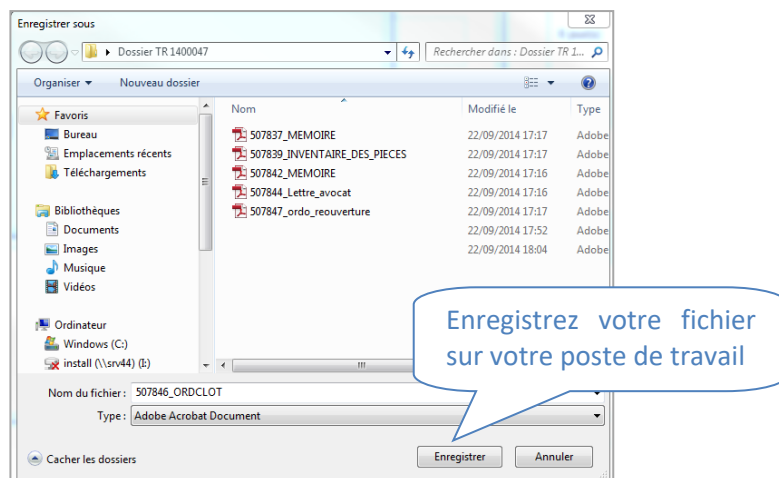 Enregistrer sous
Dossier TR 1400047
Rechercher dans : Dossier TR 1...
Organiser Nouveau dossier
Nom Modifié le Type
Favoris
Bureau
Emplacements récents
Téléchargements
Bibliothèques
Documents
Images
Musique
Vidéos
Ordinateur
Windows (C:)
install (\\srv44) (I:)
507837_MEMOIRE 22/09/2014 17:17 Adobe
507839_INVENTAIRE_DES_PIECES 22/09/2014 17:17 Adobe
507842_MEMOIRE 22/09/2014 17:16 Adobe
507844_Lettre_avocat 22/09/2014 17:16 Adobe
507847_ordo_reouverture 22/09/2014 17:17 Adobe
22/09/2014 17:52 Adobe
22/09/2014 18:04 Adobe
Enregistrez votre fichier
sur votre poste de travail
Nom du fichier : 507846_ORDCLOT
Type : Adobe Acrobat Document
Cacher les dossiers
Enregistrer Annuler